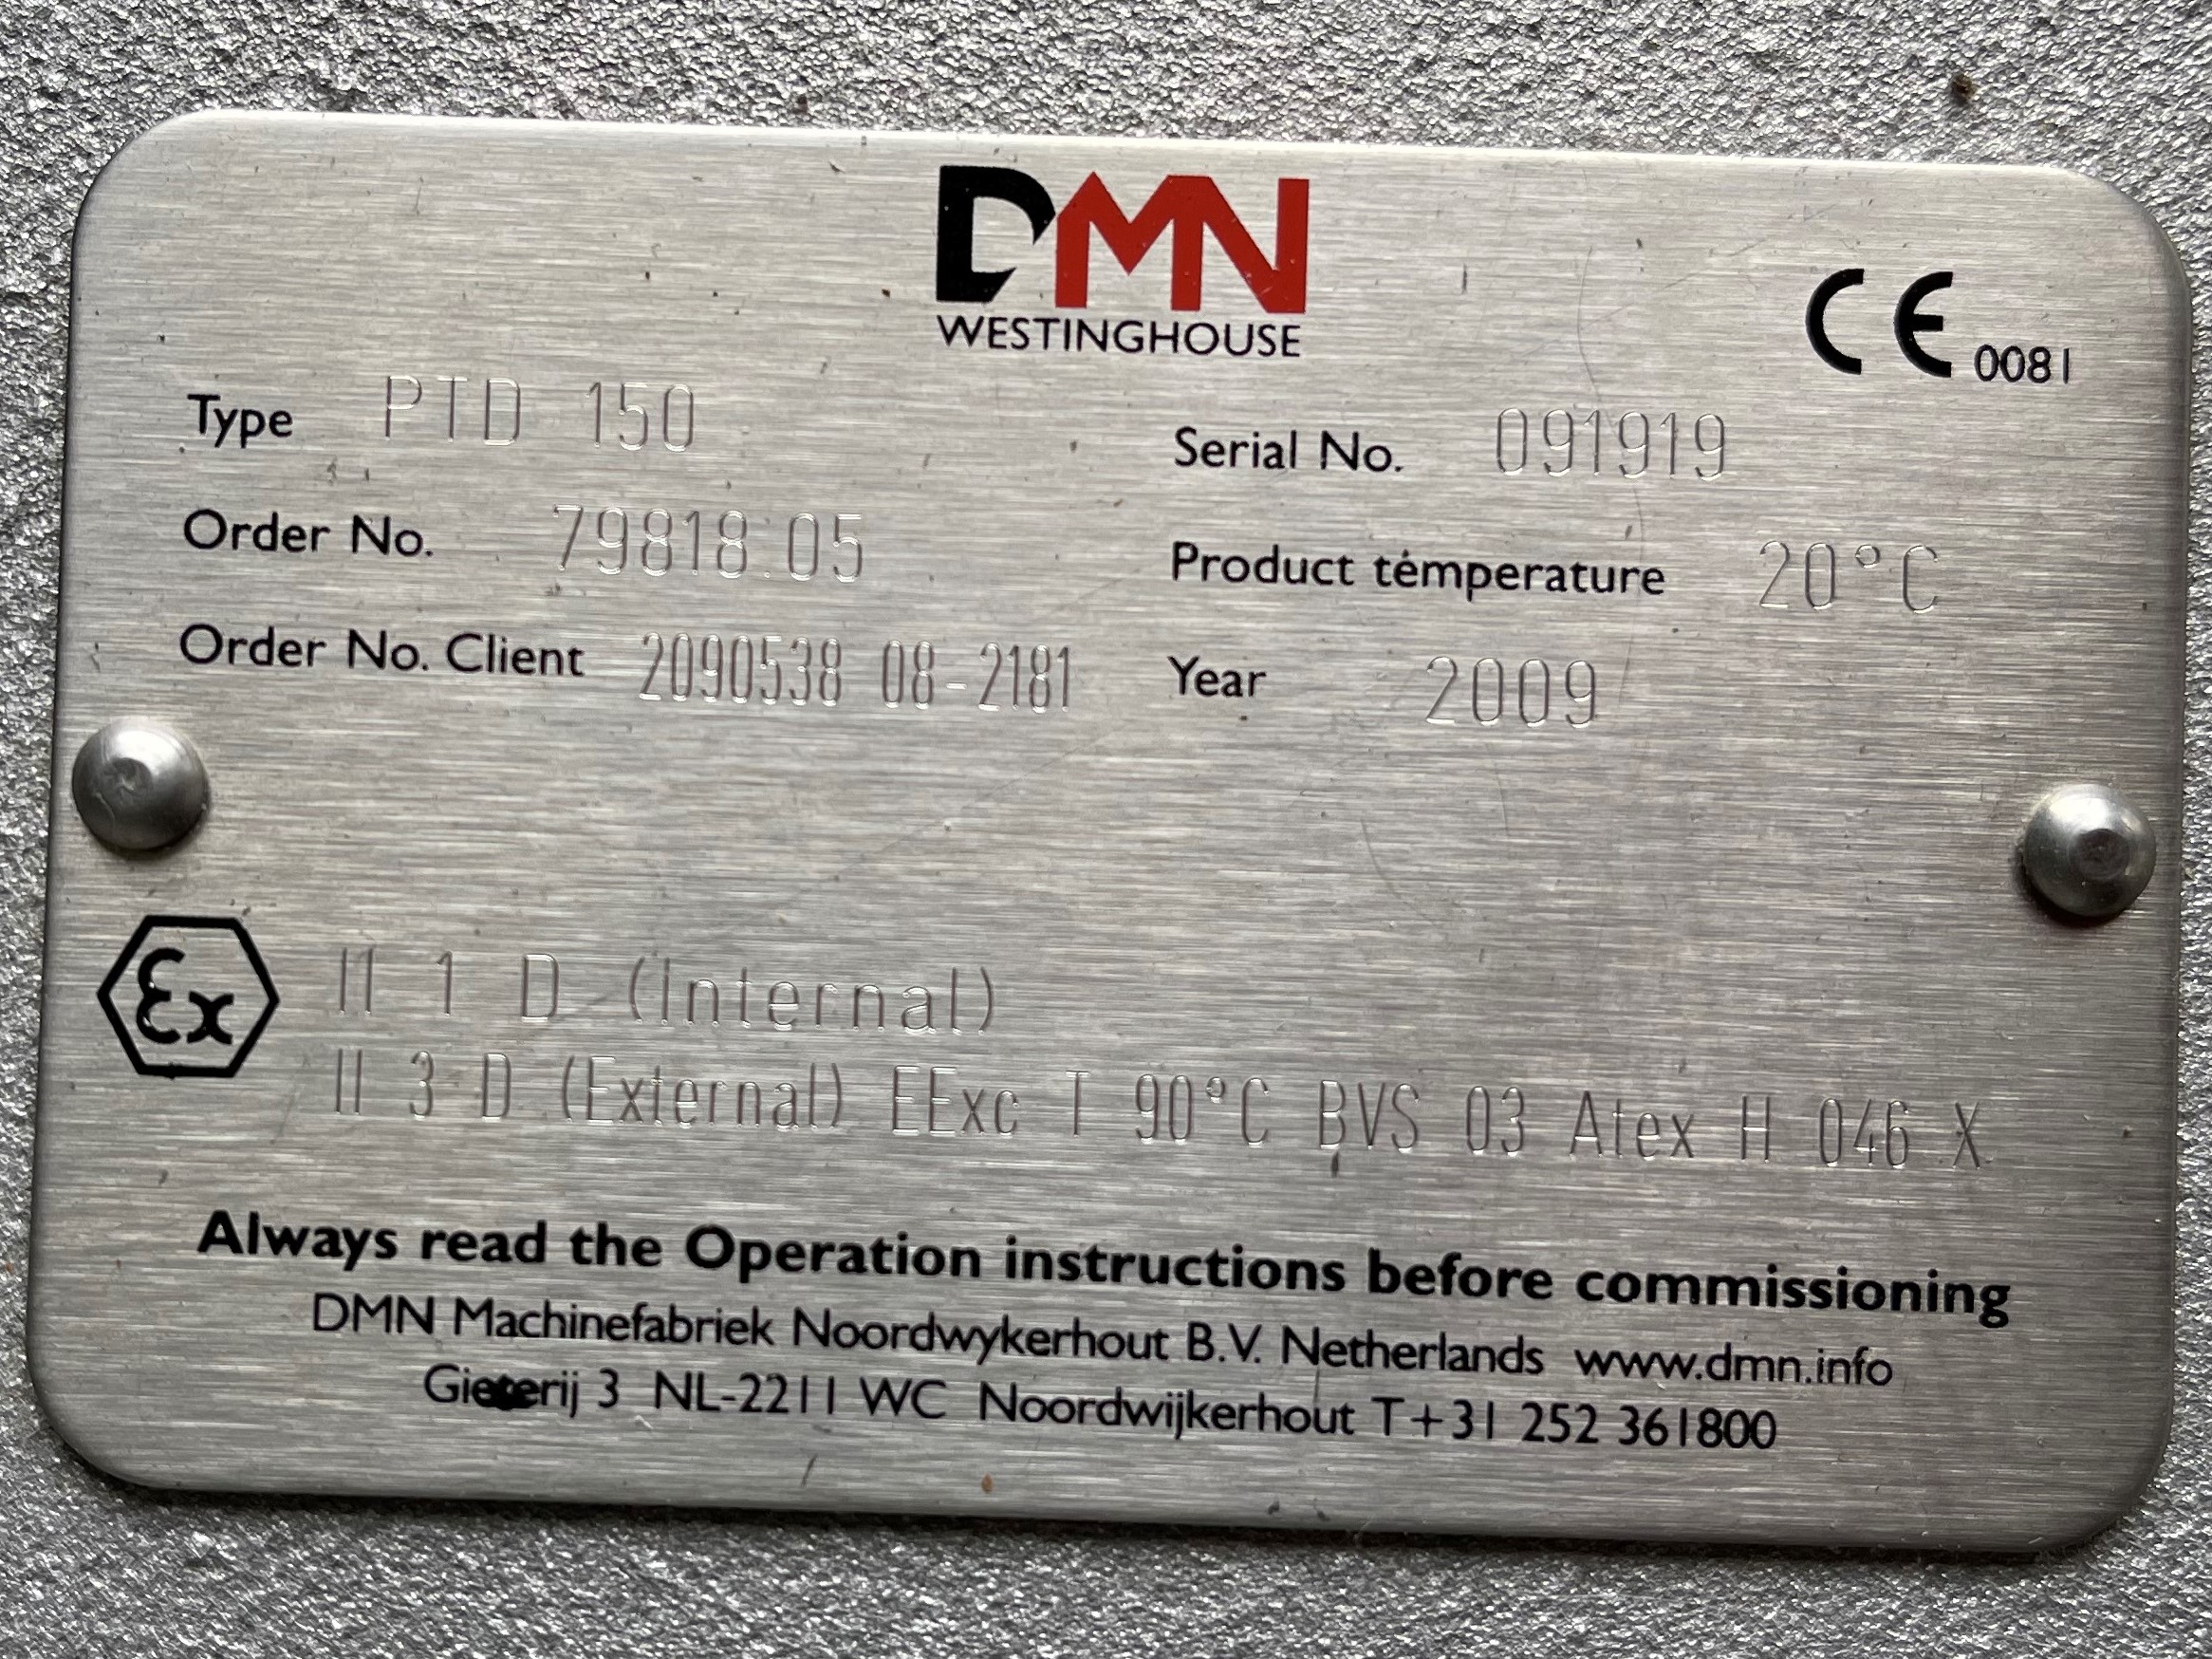 DMN
WESTINGHOUSE
CE 0081
Type PTD 150
Serial No. 091919
Order No. 79818.05
Product temperature 20°C
Order No. Client 2090538 08-2181
Year 2009
Ex II 1 D (Internal)
II 3 D (External) EExc T 90°C BVS 03 Atex H 046 X
Always read the Operation instructions before commissioning
DMN Machinefabriek Noordwykerhout B.V. Netherlands www.dmn.info
Gieterij 3 NL-2211 WC Noordwijkerhout T+31 252 361800